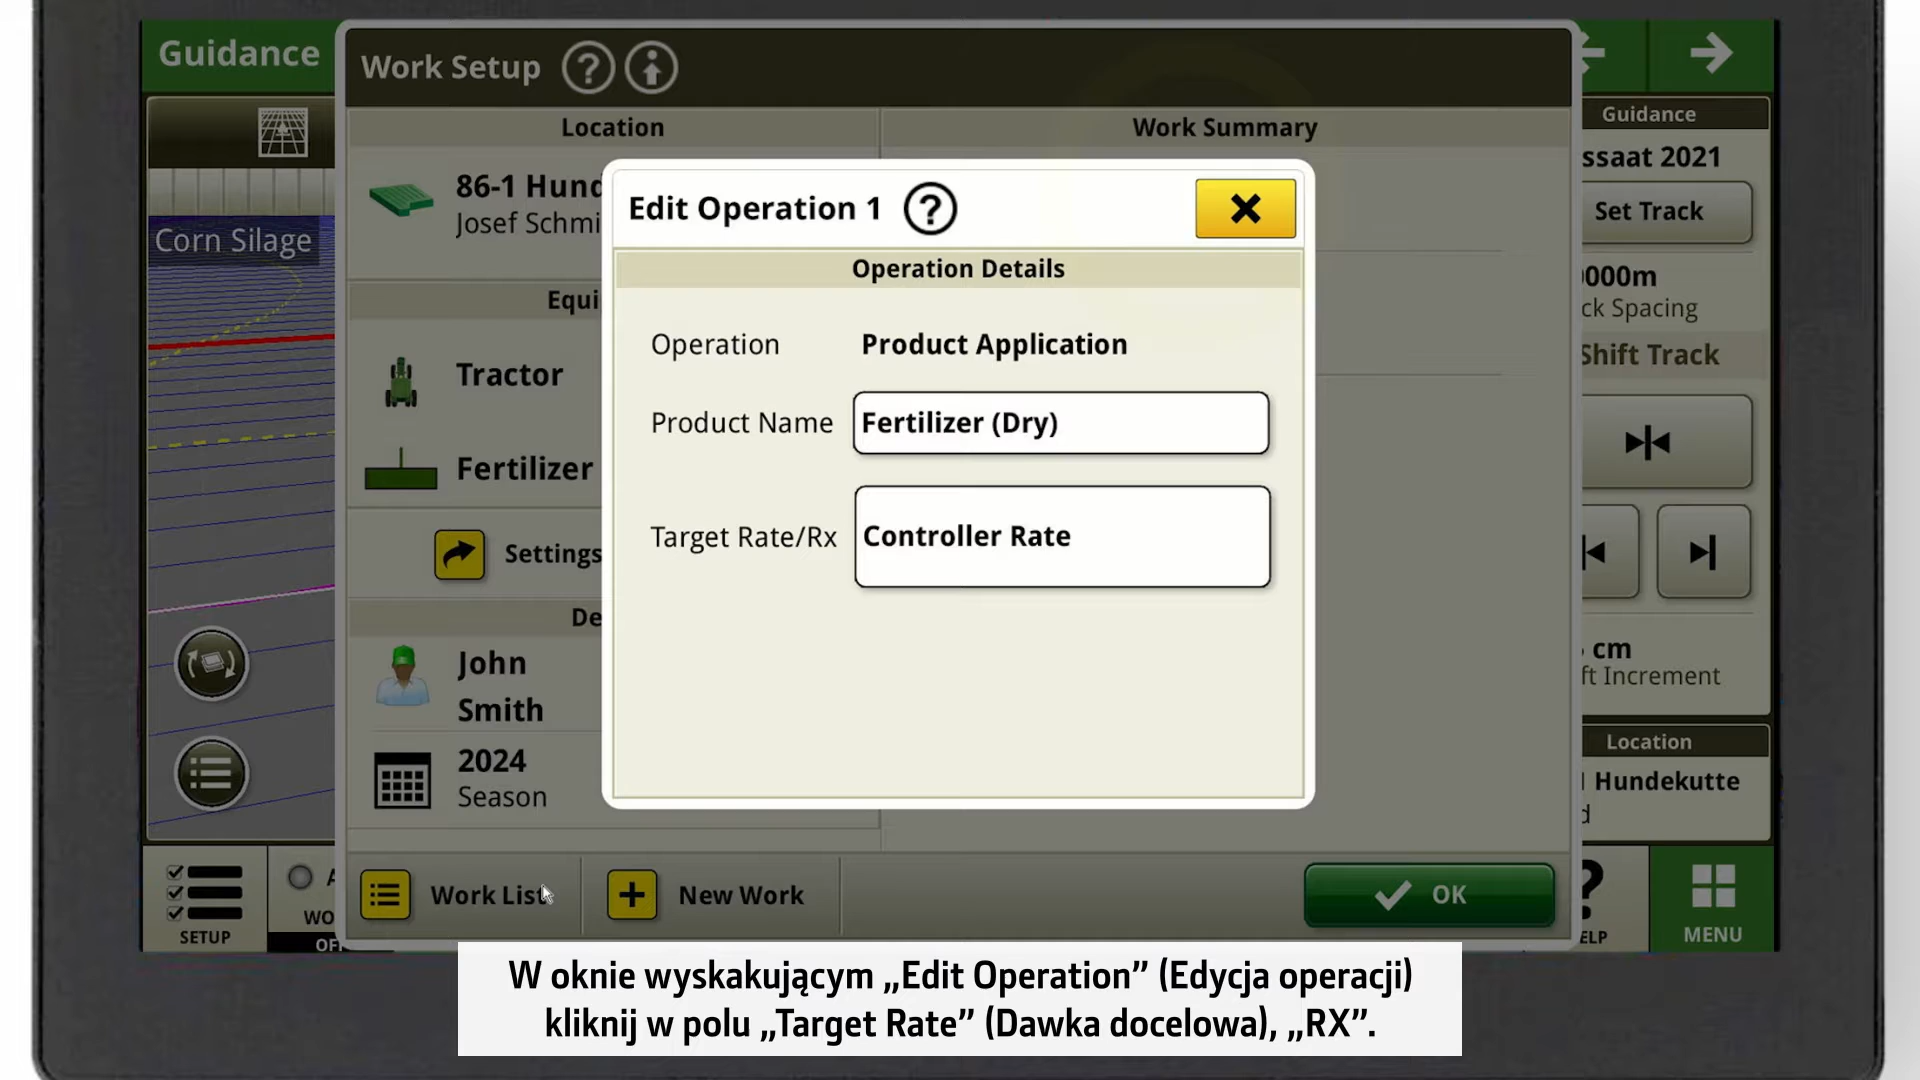 Guidance
Work Setup
Location
Work Summary
86-1 Hund
Josef Schmi
Corn Silage
Equi
Tractor
Fertilizer
Settings
De
John
Smith
2024
Season
Edit Operation 1
Operation Details
Operation
Product Application
Product Name
Fertilizer (Dry)
Target Rate/Rx
Controller Rate
Guidance
ssaat 2021
Set Track
000m
ck Spacing
Shift Track
cm
ft Increment
Location
Hundekutte
d
SETUP
A
WO
OFF
Work List
New Work
OK
ELP
MENU
W oknie wyskakującym „Edit Operation” (Edycja operacji)
kliknij w polu „Target Rate” (Dawka docelowa), „RX”.